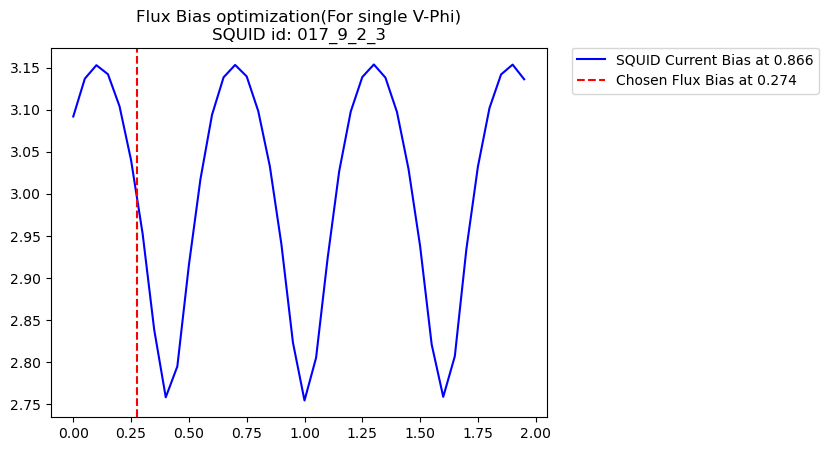 Flux Bias optimization(For single V-Phi)
SQUID id: 017_9_2_3
SQUID Current Bias at 0.866
Chosen Flux Bias at 0.274
3.15
3.10
3.05
3.00
2.95
2.90
2.85
2.80
2.75
0.00 0.25 0.50 0.75 1.00 1.25 1.50 1.75 2.00